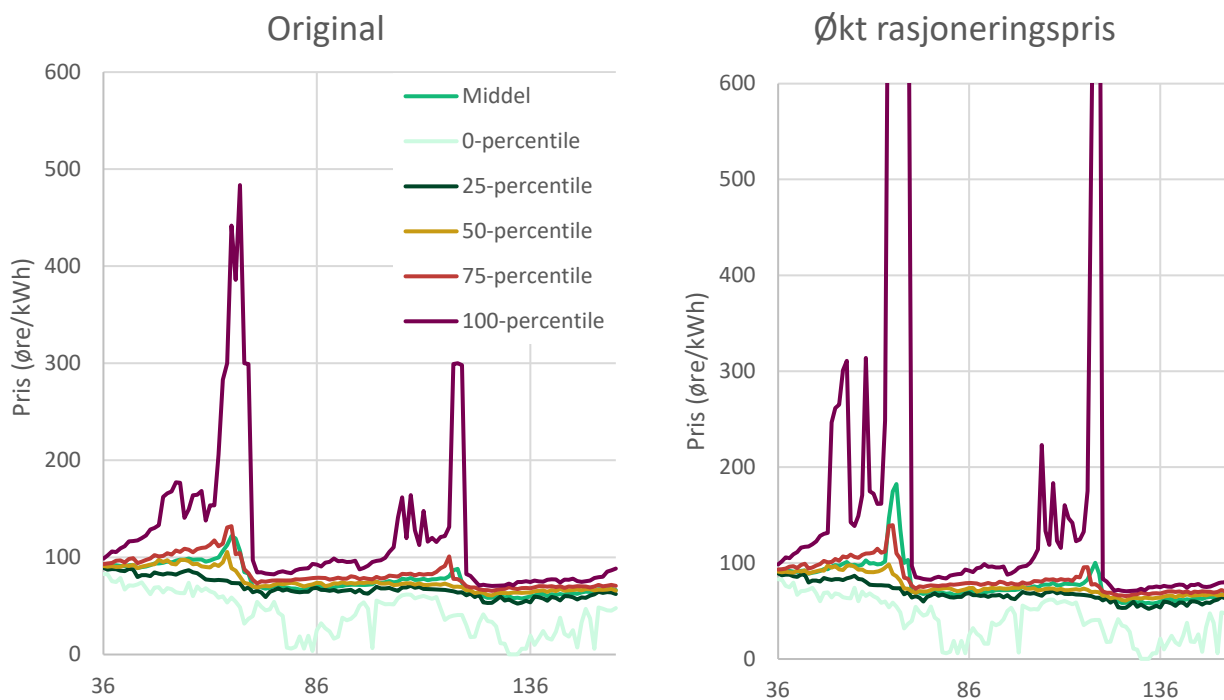 Original
600
500
400
300
200
100
0
Pris (øre/kWh)
Middel
0-percentile
25-percentile
50-percentile
75-percentile
100-percentile
36
86
136
Økt rasjoneringspris
600
500
400
300
200
100
0
Pris (øre/kWh)
36
86
136